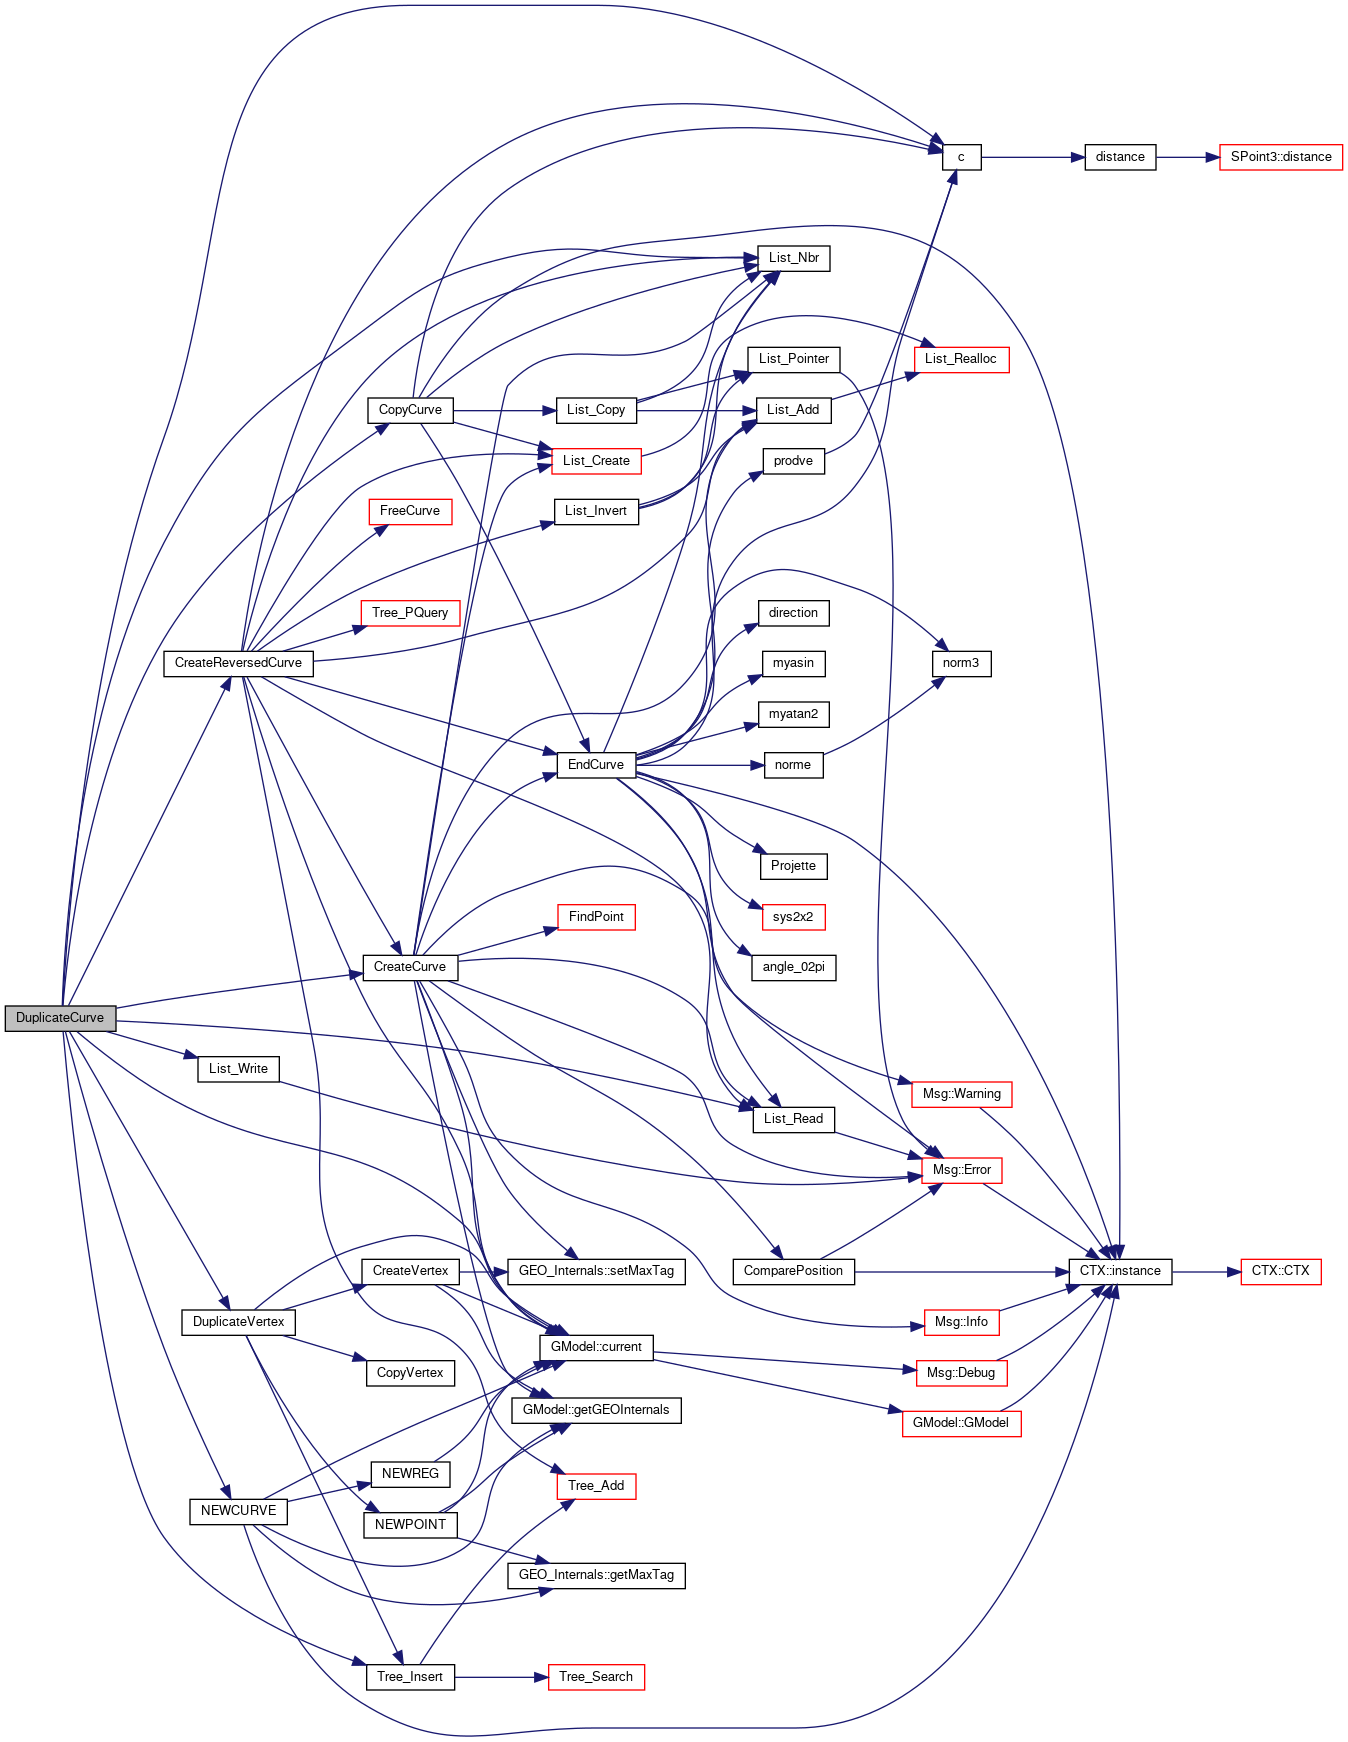 c
distance
SPoint3::distance
List_Nbr
List_Pointer
List_Realloc
CopyCurve
List_Copy
List_Add
List_Create
prodve
FreeCurve
List_Invert
Tree_PQuery
direction
CreateReversedCurve
myasin
norm3
myatan2
EndCurve
norme
Projette
FindPoint
sys2x2
CreateCurve
angle_02pi
DuplicateCurve
List_Write
Msg::Warning
List_Read
Msg::Error
CreateVertex
GEO_Internals::setMaxTag
ComparePosition
CTX::instance
CTX::CTX
DuplicateVertex
Msg::Info
GModel::current
CopyVertex
Msg::Debug
GModel::getGEOInternals
GModel::GModel
NEWREG
Tree_Add
NEWCURVE
NEWPOINT
GEO_Internals::getMaxTag
Tree_Insert
Tree_Search